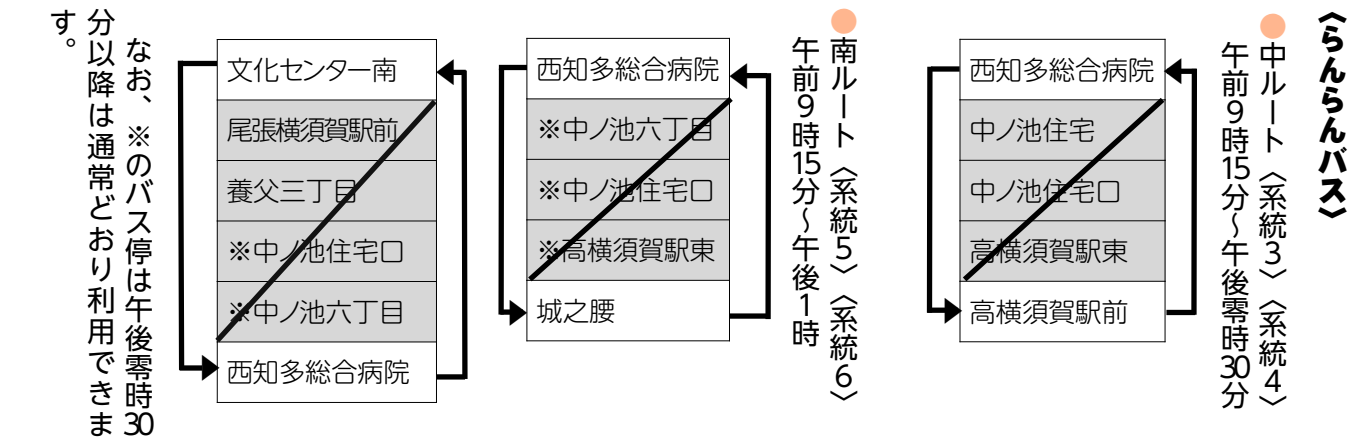 〈らんらんバス〉
●中ルート〈系統3〉〈系統4〉
午前9時15分～午後零時30分
西知多総合病院
中ノ池住宅
中ノ池住宅口
高横須賀駅東
高横須賀駅前
●南ルート〈系統5〉〈系統6〉
午前9時15分～午後1時
西知多総合病院
※中ノ池六丁目
※中ノ池住宅口
※高横須賀駅東
城之腰
文化センター南
尾張横須賀駅前
養父三丁目
※中ノ池住宅口
※中ノ池六丁目
西知多総合病院
なお、※のバス停は午後零時30
分以降は通常どおり利用できま
す。